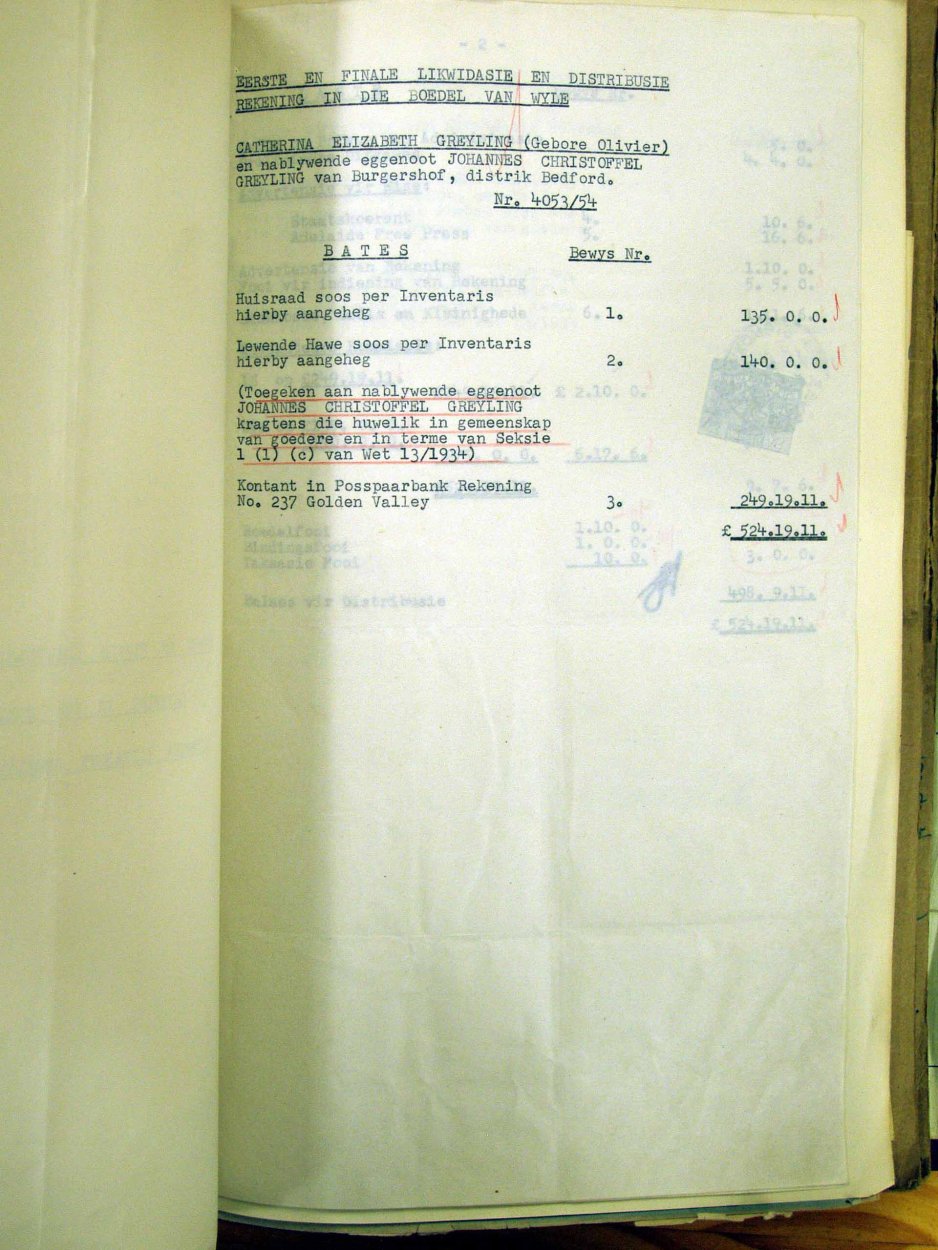 EERSTE EN FINALE LIKWIDASIE EN DISTRIBUSIE
REKENING IN DIE BOEDEL VAN WYLE
CATHERINA ELIZABETH GREYLING (Gebore Olivier)
en nablywende eggenoot JOHANNES CHRISTOFFEL
GREYLING van Burgershof, distrik Bedford.
Nr. 4053/54
B A T E S Bewys Nr.
Huisraad soos per Inventaris
hierby aangeheg 1. 135. 0. 0.
Lewende Hawe soos per Inventaris
hierby aangeheg 2. 140. 0. 0.
(Toegeken aan nablywende eggenoot
JOHANNES CHRISTOFFEL GREYLING
kragtens die huwelik in gemeenskap
van goedere en in terme van Seksie
1 (1) (c) van Wet 13/1934)
Kontant in Posspaarbank Rekening
No. 237 Golden Valley 3. 249.19.11.
£ 524.19.11.